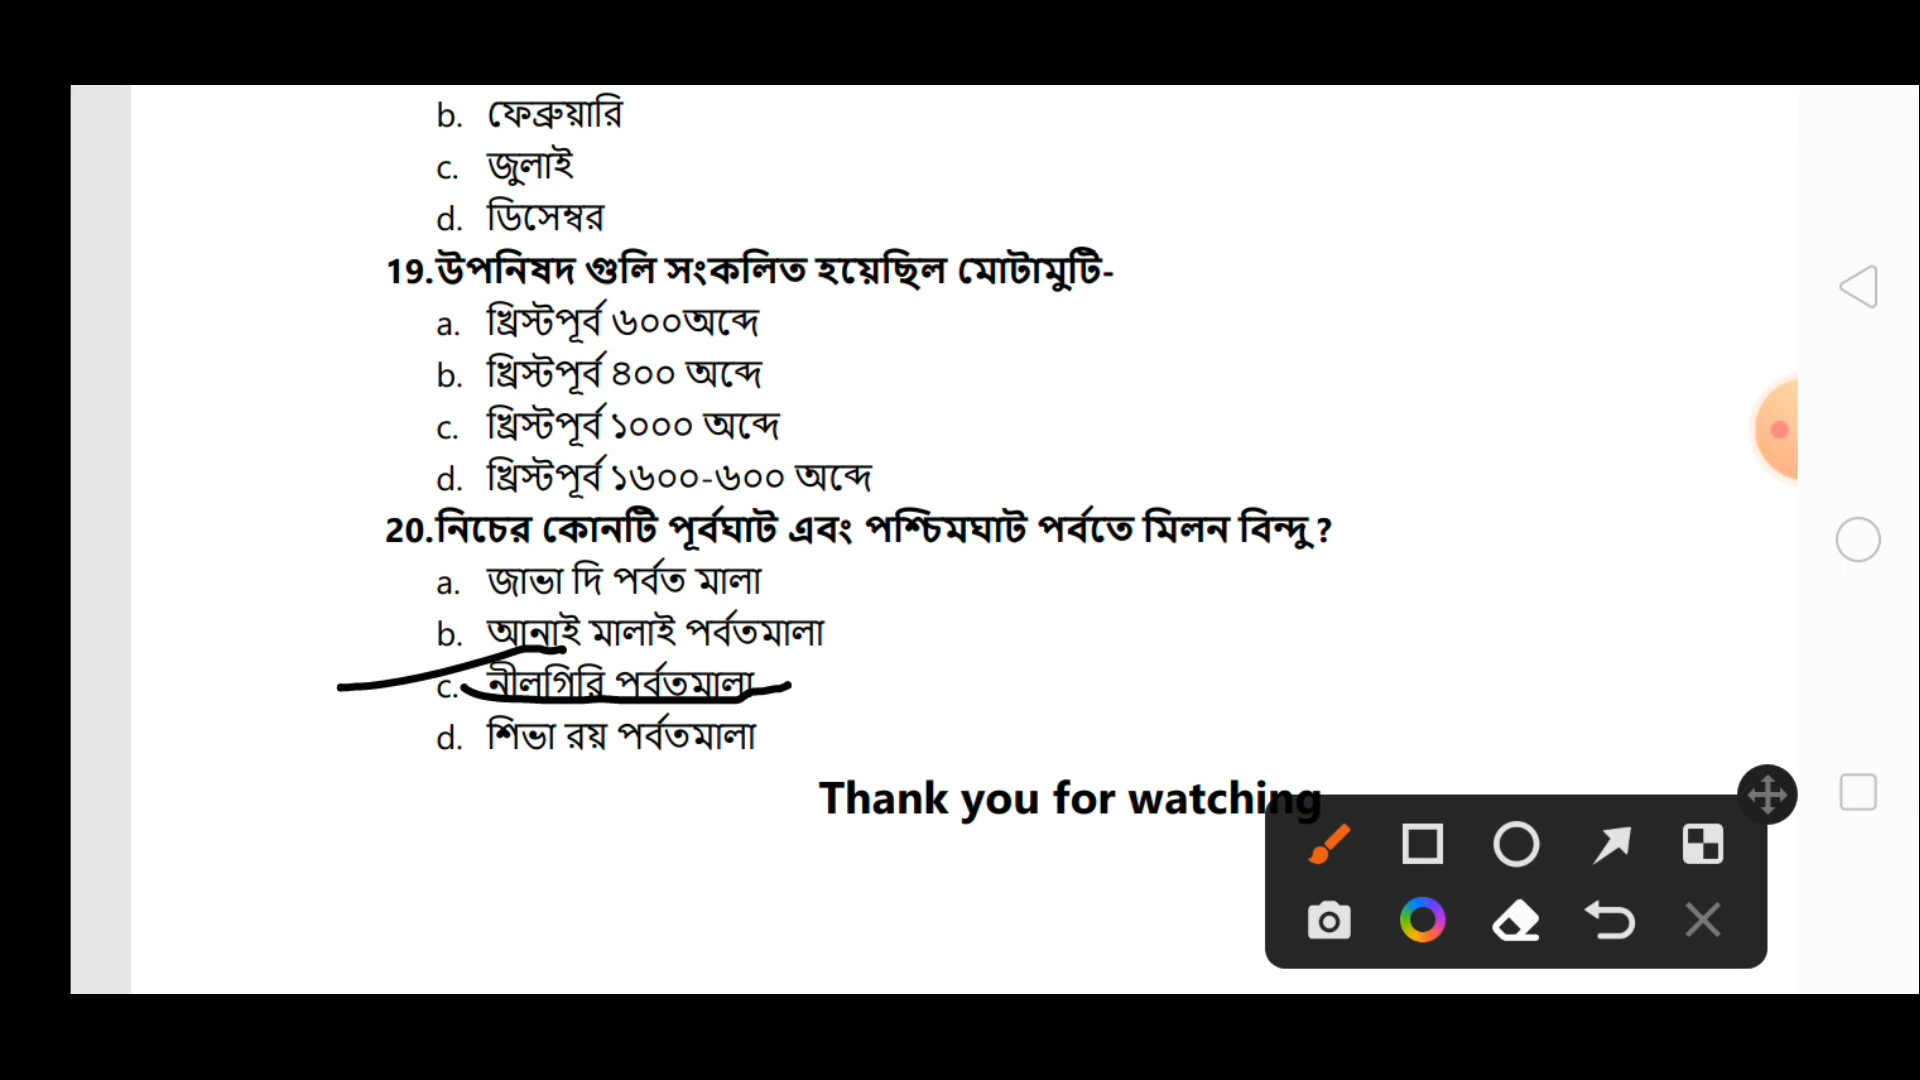 b. ফেব্রুয়ারি
c. জুলাই
d. ডিসেম্বর
19.উপনিষদ গুলি সংকলিত হয়েছিল মোটামুটি-
a. খ্রিস্টপূর্ব ৬০০অব্দে
b. খ্রিস্টপূর্ব ৪০০ অব্দে
c. খ্রিস্টপূর্ব ১০০০ অব্দে
d. খ্রিস্টপূর্ব ১৬০০-৬০০ অব্দে
20.নিচের কোনটি পূর্বঘাট এবং পশ্চিমঘাট পর্বতে মিলন বিন্দু ?
a. জাভা দি পর্বত মালা
b. আনাই মালাই পর্বতমালা
c. নীলগিরি পর্বতমালা
d. শিভা রয় পর্বতমালা
Thank you for watching